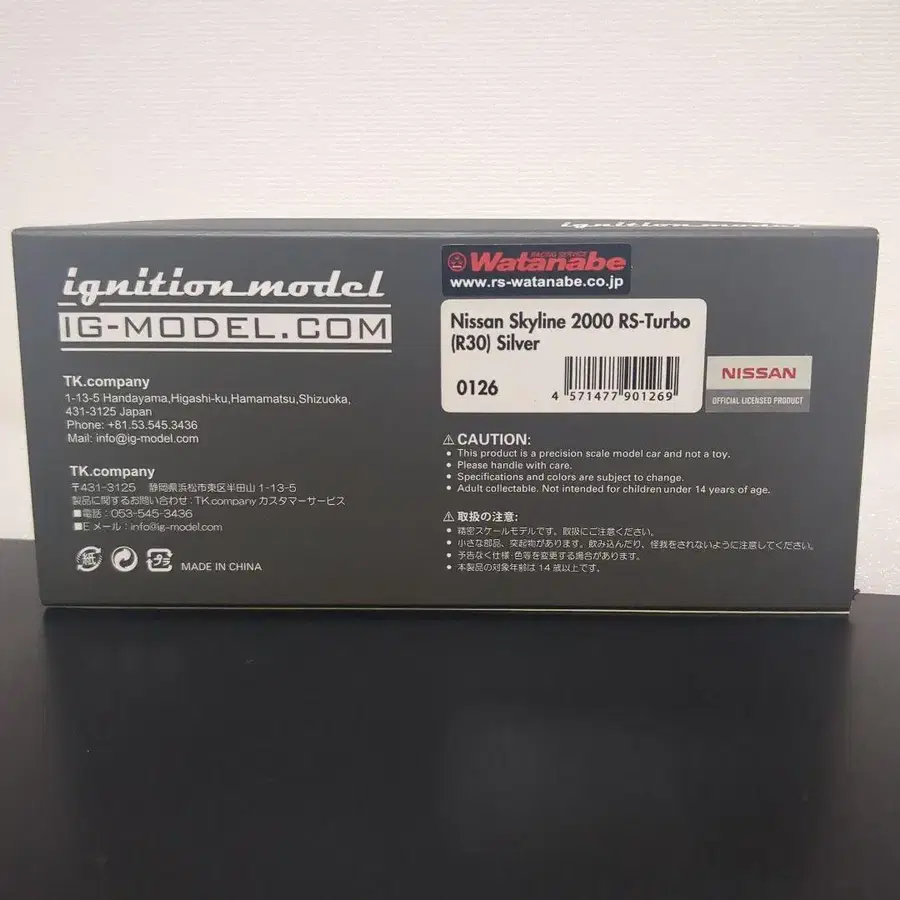 ignition model
ignition model
IG-MODEL.COM
TK.company
1-13-5 Handayama,Higashi-ku,Hamamatsu,Shizuoka,
431-3125 Japan
Phone: +81.53.545.3436
Mail: info@ig-model.com
TK.company
〒431-3125 静岡県浜松市東区半田山 1-13-5
製品に関するお問い合わせ：TK.company カスタマーサービス
■電話：053-545-3436
■Eメール：info@ig-model.com
紙
プラ
MADE IN CHINA
RACING SERVICE
Watanabe
www.rs-watanabe.co.jp
Nissan Skyline 2000 RS-Turbo
(R30) Silver
0126
4 571477 901269
NISSAN
OFFICIAL LICENSED PRODUCT
⚠CAUTION:
• This product is a precision scale model car and not a toy.
• Please handle with care.
• Specifications and colors are subject to change.
• Adult collectable. Not intended for children under 14 years of age.
⚠取扱の注意:
• 精密スケールモデルです。取扱にご注意ください。
• 小さな部品、突起物があります。飲み込んだり、怪我をされないように注意してください。
• 予告なく仕様·色等を変更する場合があります。
• 本製品の対象年齢は14歳以上です。